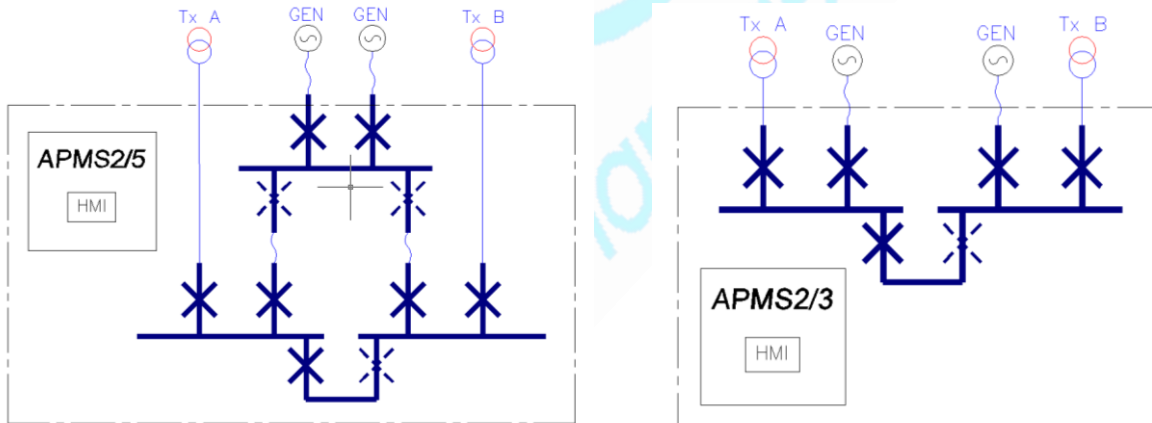 Tx A
GEN
GEN
Tx B
APMS2/5
HMI
Tx A
GEN
GEN
Tx B
APMS2/3
HMI